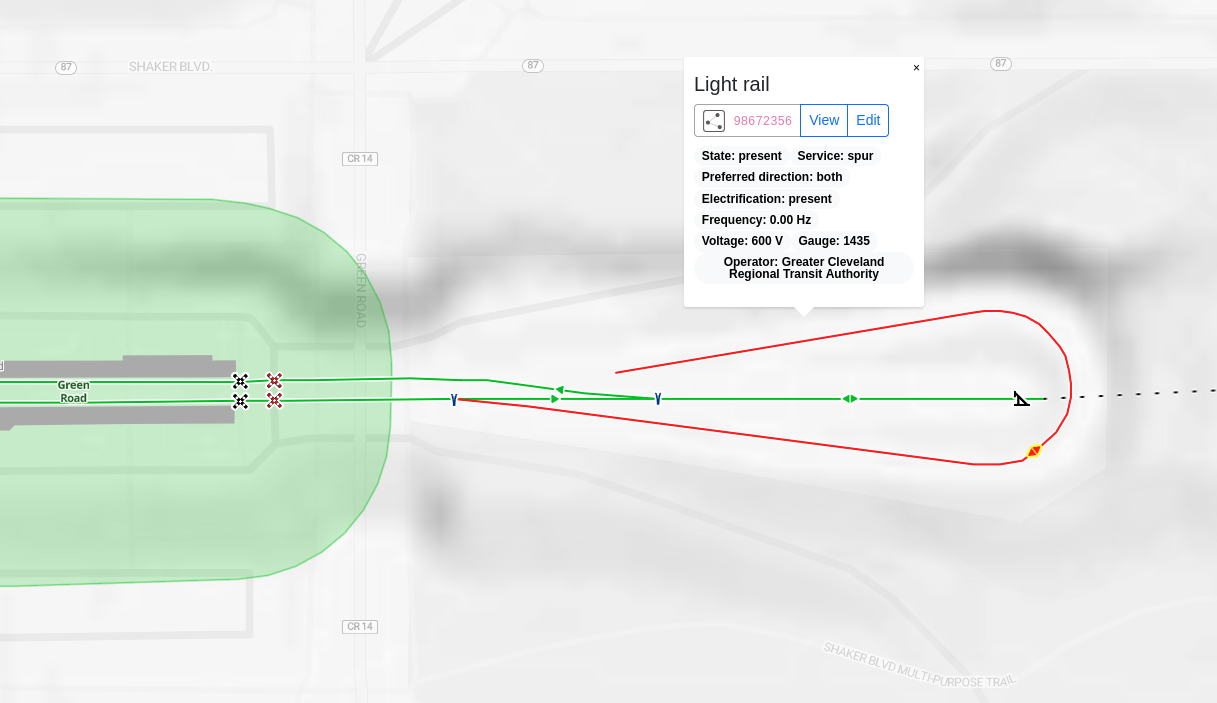 87
SHAKER BLVD.
87
87
Light rail
×
98672356
View
Edit
State: present
Service: spur
Preferred direction: both
Electrification: present
Frequency: 0.00 Hz
Voltage: 600 V
Gauge: 1435
Operator: Greater Cleveland
Regional Transit Authority
CR 14
GREEN ROAD
Green
Road
CR 14
SHAKER BLVD MULTI-PURPOSE TRAIL